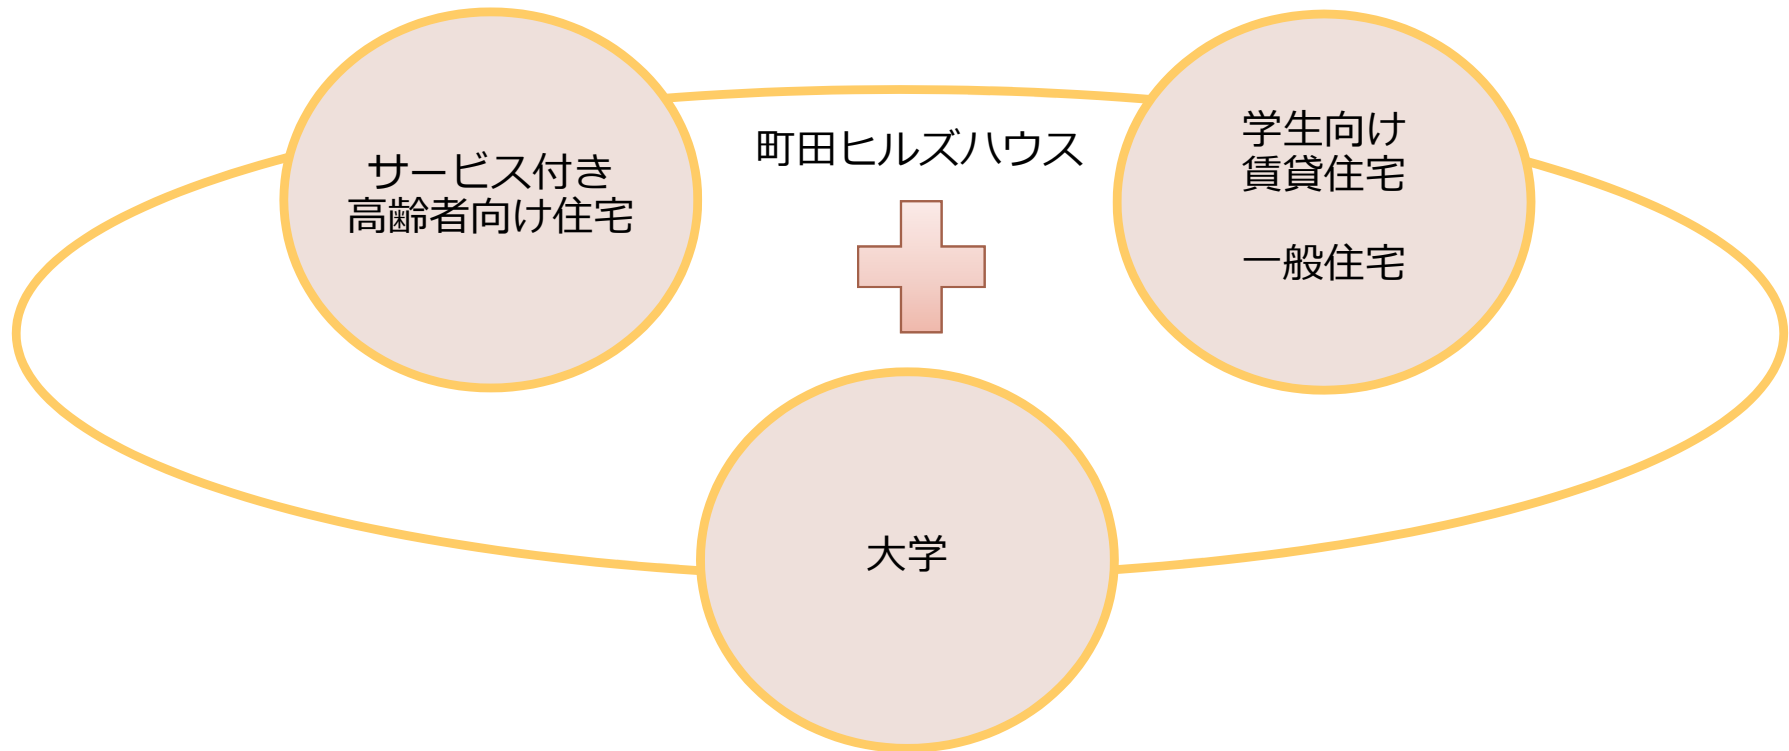 サービス付き
高齢者向け住宅
町田ヒルズハウス
学生向け
賃貸住宅
一般住宅
大学